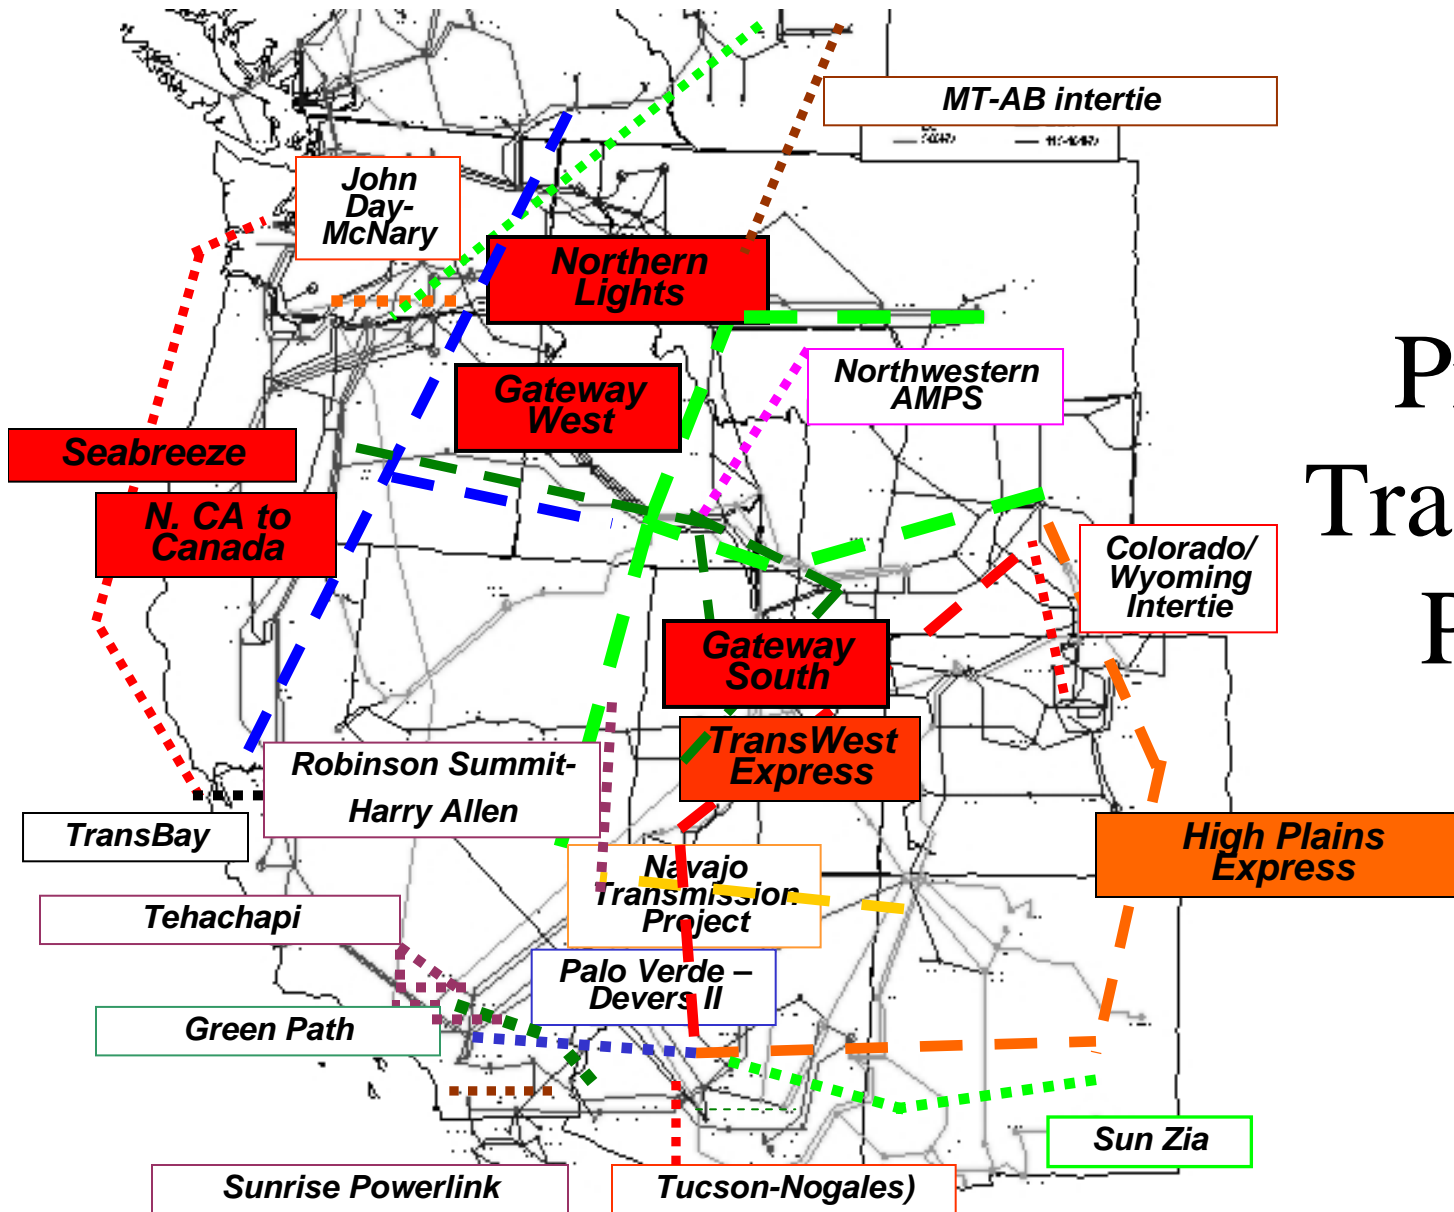 MT-AB intertie
John
Day-
McNary
Northern
Lights
Gateway
West
Northwestern
AMPS
Seabreeze
N. CA to
Canada
Colorado/
Wyoming
Intertie
Gateway
South
TransWest
Express
Robinson Summit-
Harry Allen
TransBay
High Plains
Express
Navajo
Transmission
Project
Tehachapi
Palo Verde –
Devers II
Green Path
Sun Zia
Sunrise Powerlink
Tucson-Nogales)
Tra
P